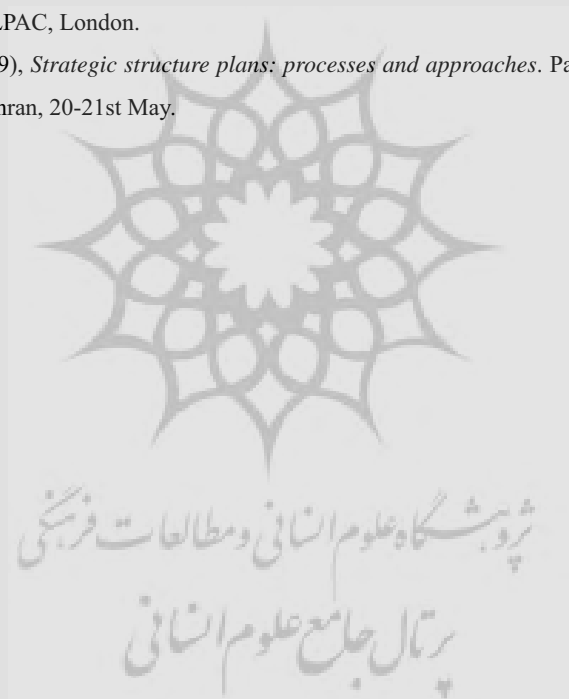 LPAC, London.
9), Strategic structure plans: processes and approaches. Pa
hran, 20-21st May.
پژوهشگاه علوم انسانی و مطالعات فرهنگی
پرتال جامع علوم انسانی